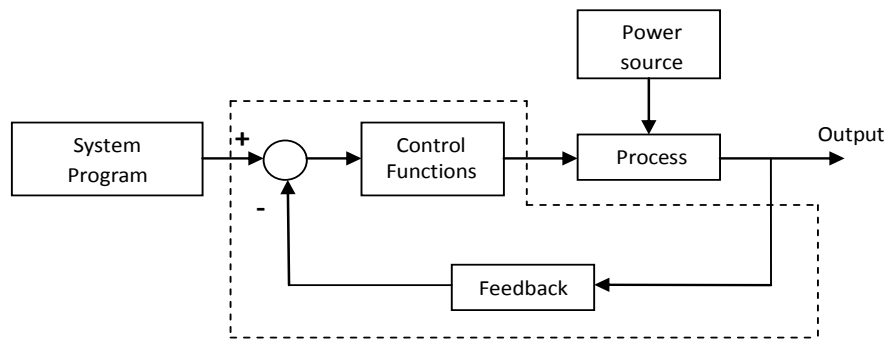 Power
source
System
Program
+
-
Control
Functions
Process
Output
Feedback